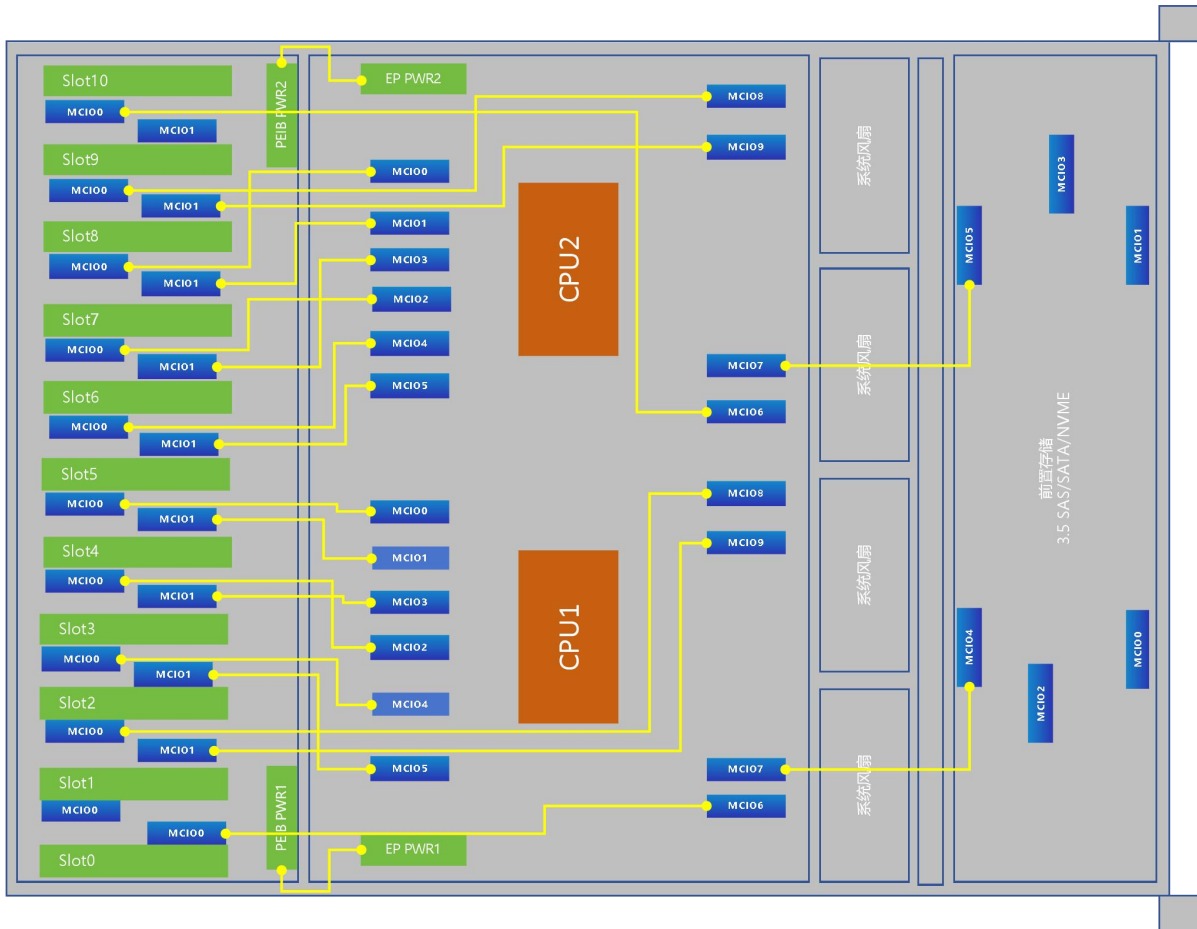 Slot10
MCIO0
MCIO1
Slot9
MCIO0
MCIO1
Slot8
MCIO0
MCIO1
Slot7
MCIO0
MCIO1
Slot6
MCIO0
MCIO1
Slot5
MCIO0
MCIO1
Slot4
MCIO0
MCIO1
Slot3
MCIO0
MCIO1
Slot2
MCIO0
MCIO1
Slot1
MCIO0
MCIO0
Slot0
PEIB PWR2
PEIB PWR1
EP PWR2
MCIO0
MCIO1
MCIO3
MCIO2
MCIO4
MCIO5
MCIO0
MCIO1
MCIO3
MCIO2
MCIO4
MCIO5
EP PWR1
CPU2
CPU1
MCIO8
MCIO9
MCIO7
MCIO6
MCIO8
MCIO9
MCIO7
MCIO6
系统风扇
系统风扇
系统风扇
系统风扇
MCIO5
MCIO3
MCIO1
前置存储
3.5 SAS/SATA/NVME
MCIO4
MCIO2
MCIO0